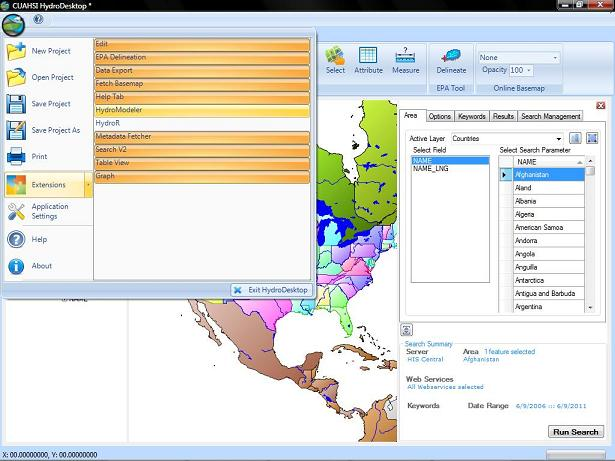 CUAHSI HydroDesktop *
New Project
Open Project
Save Project
Save Project As
Print
Extensions
Application
Settings
Help
About
Edit
EPA Delineation
Data Export
Fetch Basemap
Help Tab
HydroModeler
HydroR
Metadata Fetcher
Search V2
Table View
Graph
Exit HydroDesktop
Select
Attribute
Measure
Delineate
EPA Tool
None
Opacity 100
Online Basemap
Area
Options
Keywords
Results
Search Management
Active Layer Countries
Select Field
NAME
NAME_LNG
Select Search Parameter
NAME
Afghanistan
Aland
Albania
Algeria
American Samoa
Andorra
Angola
Anguilla
Antarctica
Antigua and Barbuda
Argentina
Search Summary
Server
HIS Central
Area 1 feature selected
Afghanistan
Web Services
All Webservices selected
Keywords
Date Range 6/9/2006 ::: 6/9/2011
Run Search
X: 00.00000000, Y: 00.00000000